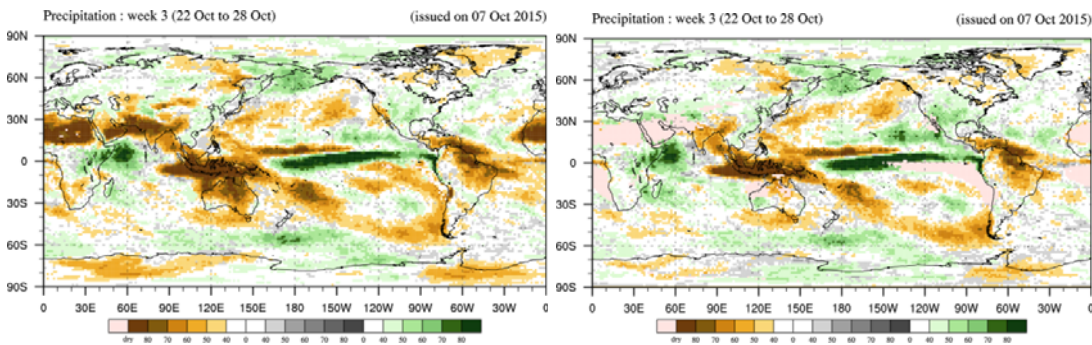 Precipitation : week 3 (22 Oct to 28 Oct) (issued on 07 Oct 2015)
90N
60N
30N
0
30S
60S
90S
0 30E 60E 90E 120E 150E 180 150W 120W 90W 60W 30W 0
dry 80 70 60 50 40 0 40 50 60 70 80 0 40 50 60 70 80
Precipitation : week 3 (22 Oct to 28 Oct) (issued on 07 Oct 2015)
90N
60N
30N
0
30S
60S
90S
0 30E 60E 90E 120E 150E 180 150W 120W 90W 60W 30W 0
dry 80 70 60 50 40 0 40 50 60 70 80 0 40 50 60 70 80